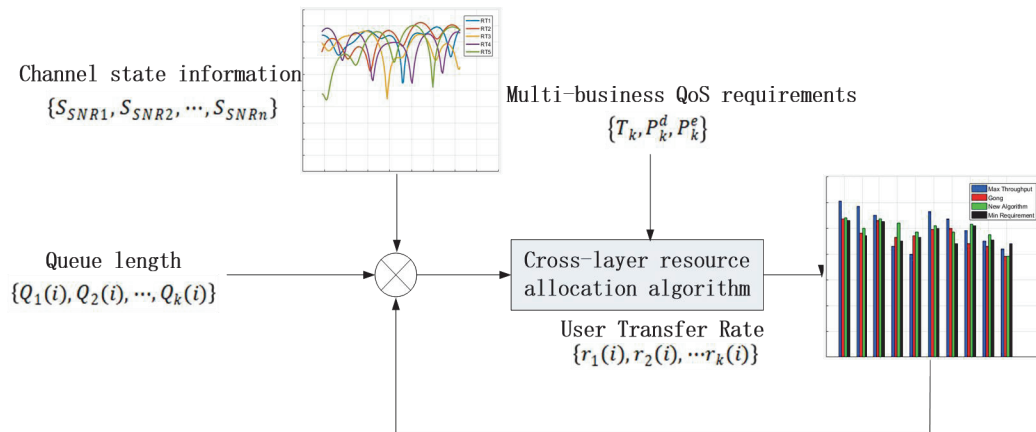 RT1
RT2
RT3
RT4
RT5
Channel state information
{S_SNR1, S_SNR2, ⋯, S_SNRn}
Multi-business QoS requirements
{T_k, P_k^d, P_k^e}
Max Throughput
Gong
New Algorithm
Min Requirement
Queue length
{Q_1(i), Q_2(i), ⋯, Q_k(i)}
Cross-layer resource
allocation algorithm
User Transfer Rate
{r_1(i), r_2(i), ⋯r_k(i)}